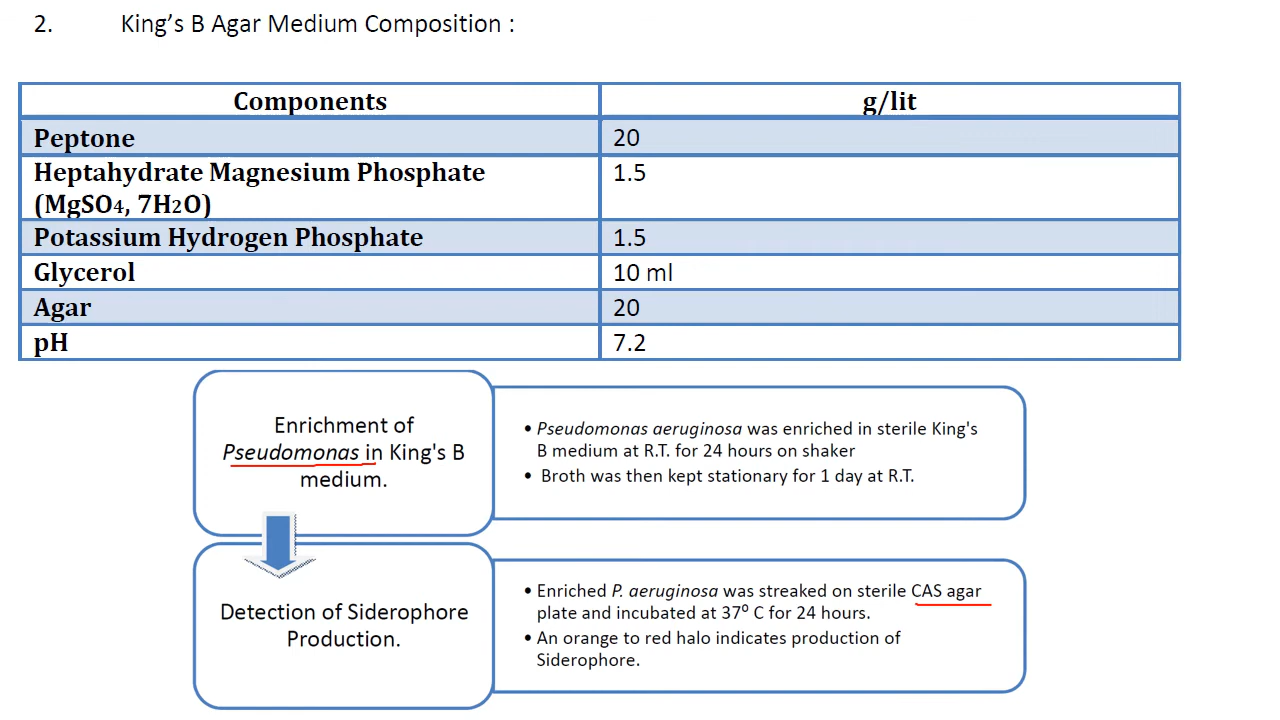 2. King’s B Agar Medium Composition :
Components g/lit
Peptone 20
Heptahydrate Magnesium Phosphate 1.5
(MgSO4, 7H2O)
Potassium Hydrogen Phosphate 1.5
Glycerol 10 ml
Agar 20
pH 7.2
Enrichment of
Pseudomonas in King's B
medium.
• Pseudomonas aeruginosa was enriched in sterile King's
B medium at R.T. for 24 hours on shaker
• Broth was then kept stationary for 1 day at R.T.
Detection of Siderophore
Production.
• Enriched P. aeruginosa was streaked on sterile CAS agar
plate and incubated at 37⁰ C for 24 hours.
• An orange to red halo indicates production of
Siderophore.